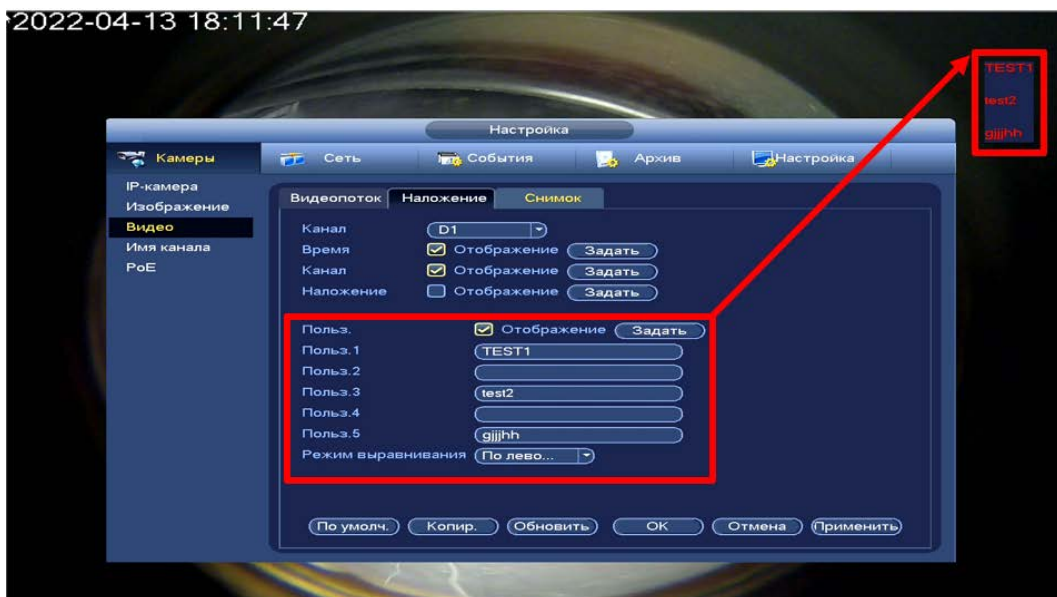 2022-04-13 18:11:47
TEST1
test2
gjjjhh
Настройка
Камеры Сеть События Архив Настройка
IP-камера
Изображение
Видео
Имя канала
PoE
Видеопоток Наложение Снимок
Канал D1
Время Отображение Задать
Канал Отображение Задать
Наложение Отображение Задать
Польз. Отображение Задать
Польз.1 TEST1
Польз.2
Польз.3 test2
Польз.4
Польз.5 gjjjhh
Режим выравнивания По лево...
По умолч. Копир. Обновить OK Отмена Применить